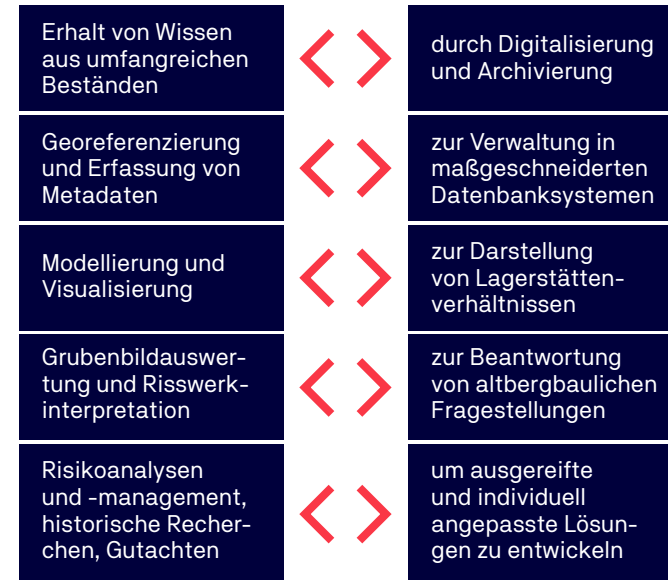 Erhalt von Wissen
aus umfangreichen
Beständen
durch Digitalisierung
und Archivierung
Georeferenzierung
und Erfassung von
Metadaten
zur Verwaltung in
maßgeschneiderten
Datenbanksystemen
Modellierung und
Visualisierung
zur Darstellung
von Lagerstätten-
verhältnissen
Grubenbildauswer-
tung und Risswerk-
interpretation
zur Beantwortung
von altbergbaulichen
Fragestellungen
Risikoanalysen
und -management,
historische Recher-
chen, Gutachten
um ausgereifte
und individuell
angepasste Lösun-
gen zu entwickeln